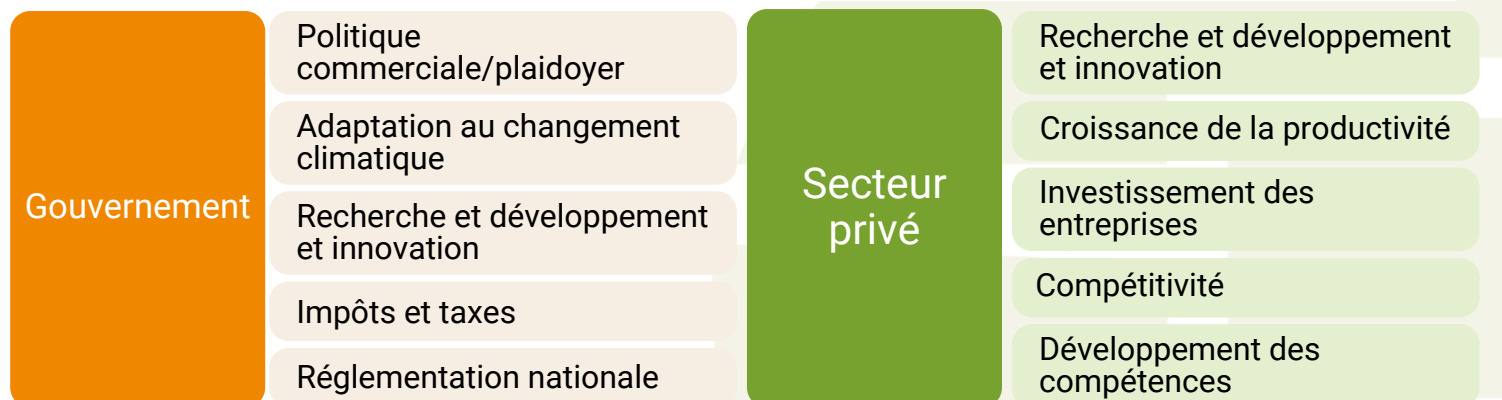 Gouvernement
Politique
commerciale/plaidoyer
Adaptation au changement
climatique
Recherche et développement
et innovation
Impôts et taxes
Réglementation nationale
Secteur
privé
Recherche et développement
et innovation
Croissance de la productivité
Investissement des
entreprises
Compétitivité
Développement des
compétences